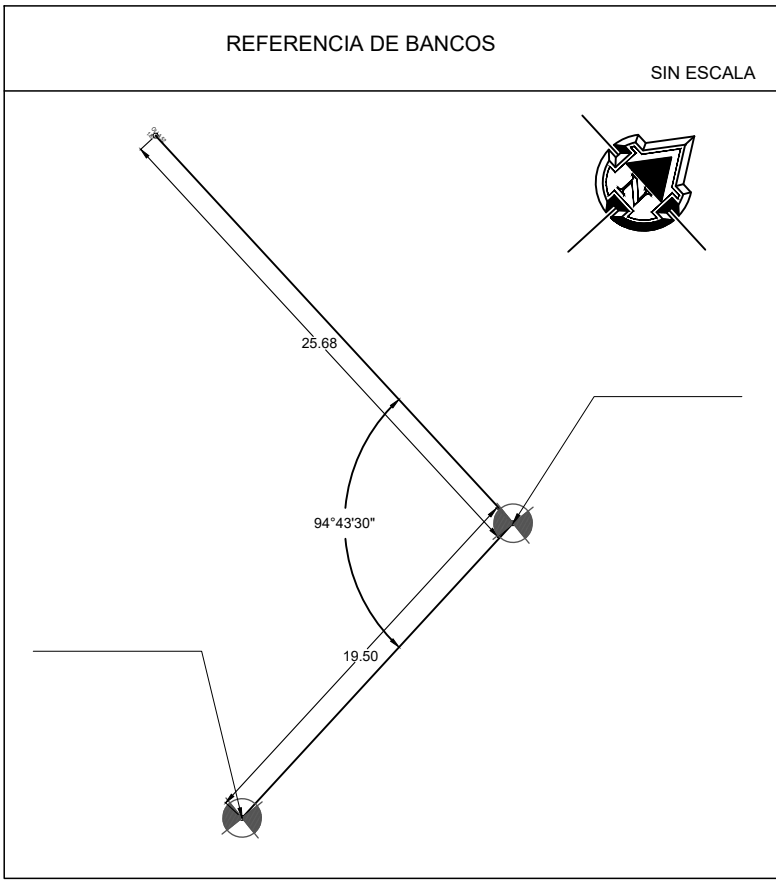 REFERENCIA DE BANCOS
SIN ESCALA
N
25.68
94°43'30"
19.50